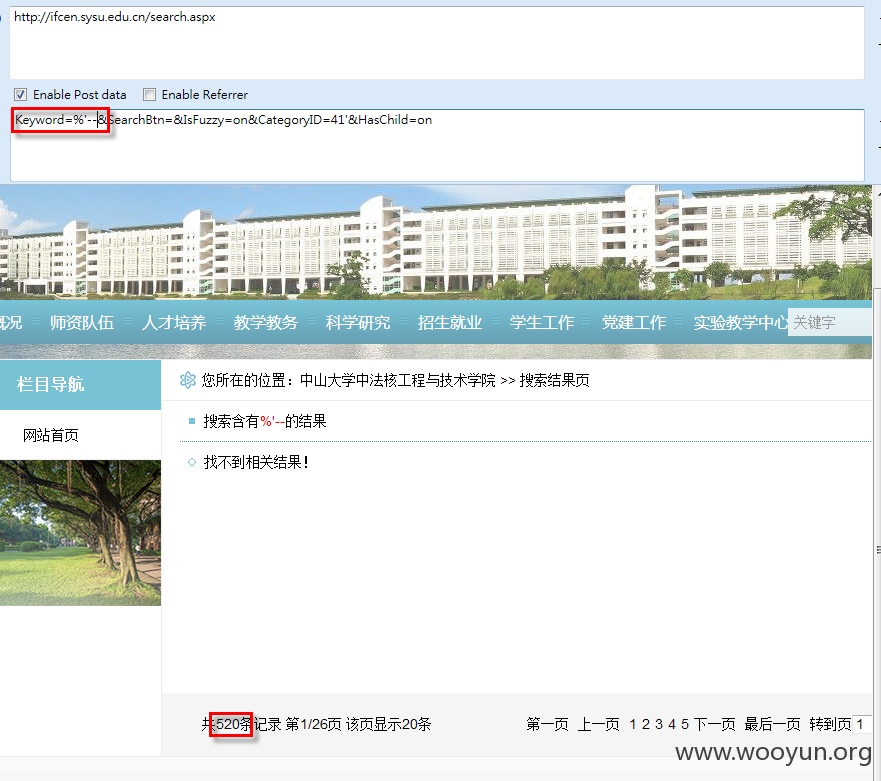 http://ifcen.sysu.edu.cn/search.aspx
Enable Post data Enable Referrer
Keyword=%'--&SearchBtn=&IsFuzzy=on&CategoryID=41'&HasChild=on
概况 师资队伍 人才培养 教学教务 科学研究 招生就业 学生工作 党建工作 实验教学中心 关键字
栏目导航
您所在的位置：中山大学中法核工程与技术学院 >> 搜索结果页
搜索含有%'--的结果
网站首页
找不到相关结果！
共520条记录 第1/26页 该页显示20条 第一页 上一页 1 2 3 4 5 下一页 最后一页 转到页 1
www.wooyun.org